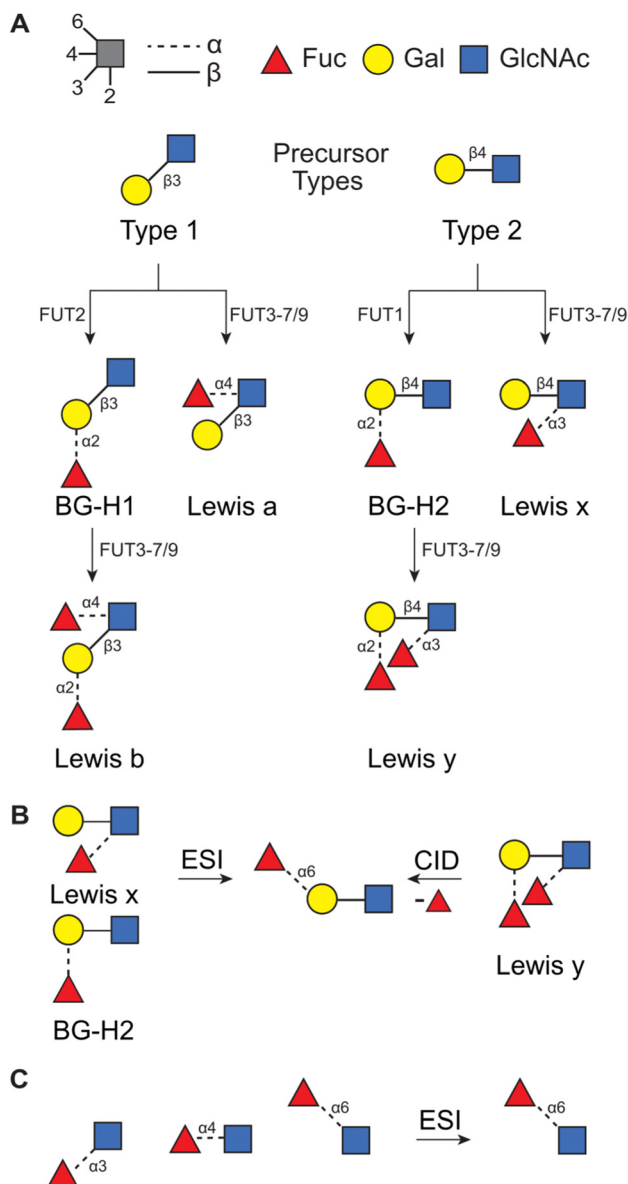 A
6
4
3
2
α
β
Fuc
Gal
GlcNAc
Precursor
Types
β3
β4
Type 1
Type 2
FUT2
FUT3-7/9
FUT1
FUT3-7/9
β3
α2
α4
β3
β4
α2
β4
α3
BG-H1
Lewis a
BG-H2
Lewis x
FUT3-7/9
FUT3-7/9
α4
β3
α2
β4
α2
α3
Lewis b
Lewis y
B
Lewis x
BG-H2
ESI
α6
CID
-
Lewis y
C
α3
α4
α6
ESI
α6